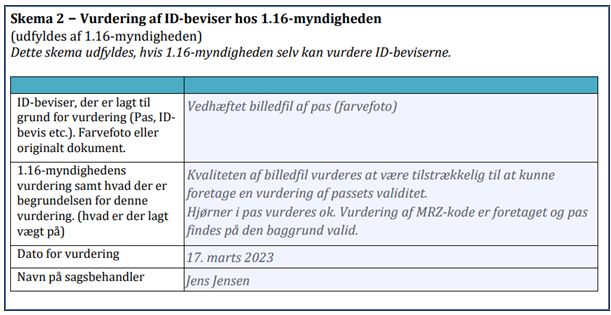 Skema 2 – Vurdering af ID-beviser hos 1.16-myndigheden
(udfyldes af 1.16-myndigheden)
Dette skema udfyldes, hvis 1.16-myndigheden selv kan vurdere ID-beviserne.
ID-beviser, der er lagt til
grund for vurdering (Pas, ID-
bevis etc.). Farvefoto eller
originalt dokument.
Vedhæftet billedfil af pas (farvefoto)
1.16-myndighedens
vurdering samt hvad der er
begrundelsen for denne
vurdering. (hvad er der lagt
vægt på)
Kvaliteten af billedfil vurderes at være tilstrækkelig til at kunne
foretage en vurdering af passets validitet.
Hjørner i pas vurderes ok. Vurdering af MRZ-kode er foretaget og pas
findes på den baggrund valid.
Dato for vurdering
17. marts 2023
Navn på sagsbehandler
Jens Jensen